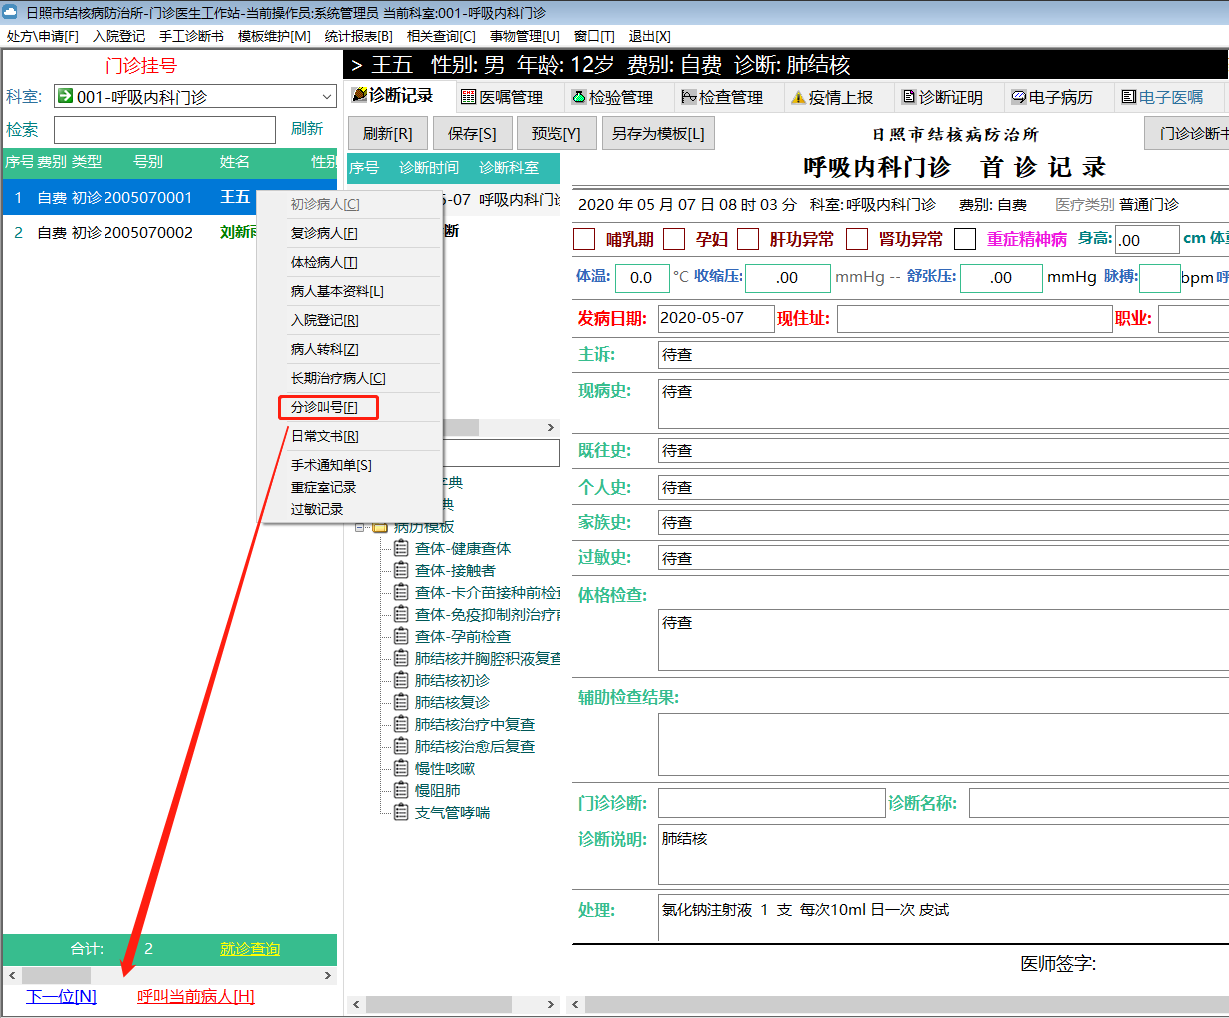 日照市结核病防治所-门诊医生工作站-当前操作员:系统管理员 当前科室:001-呼吸内科门诊
处方\申请[F] 入院登记 手工诊断书 模板维护[M] 统计报表[B] 相关查询[C] 事物管理[U] 窗口[T] 退出[X]
门诊挂号
科室: 001-呼吸内科门诊
检索 刷新
序号 费别 类型 号别 姓名 性别
1 自费 初诊 2005070001 王五
2 自费 初诊 2005070002 刘新雨
初诊病人[C]
复诊病人[F]
体检病人[T]
病人基本资料[L]
入院登记[R]
病人转科[Z]
长期治疗病人[C]
分诊叫号[F]
日常文书[R]
手术通知单[S]
重症室记录
过敏记录
合计: 2 就诊查询
下一位[N] 呼叫当前病人[H]
> 王五 性别: 男 年龄: 12岁 费别: 自费 诊断: 肺结核
诊断记录 医嘱管理 检验管理 检查管理 疫情上报 诊断证明 电子病历 电子医嘱
刷新[R] 保存[S] 预览[Y] 另存为模板[L] 门诊诊断书
序号 诊断时间 诊断科室
-07 呼吸内科门诊
断
典
典
病历模板
查体-健康查体
查体-接触者
查体-卡介苗接种前检查
查体-免疫抑制剂治疗前
查体-孕前检查
肺结核并胸腔积液复查
肺结核初诊
肺结核复诊
肺结核治疗中复查
肺结核治愈后复查
慢性咳嗽
慢阻肺
支气管哮喘
日照市结核病防治所
呼吸内科门诊 首诊记录
2020 年 05 月 07 日 08 时 03 分 科室: 呼吸内科门诊 费别: 自费 医疗类别 普通门诊
哺乳期 孕妇 肝功异常 肾功异常 重症精神病 身高: .00 cm 体重
体温: 0.0 °C 收缩压: .00 mmHg -- 舒张压: .00 mmHg 脉搏: bpm 呼
发病日期: 2020-05-07 现住址: 职业:
主诉: 待查
现病史: 待查
既往史: 待查
个人史: 待查
家族史: 待查
过敏史: 待查
体格检查:
待查
辅助检查结果:
门诊诊断: 诊断名称:
诊断说明: 肺结核
处理: 氯化钠注射液 1 支 每次10ml 日一次 皮试
医师签字: